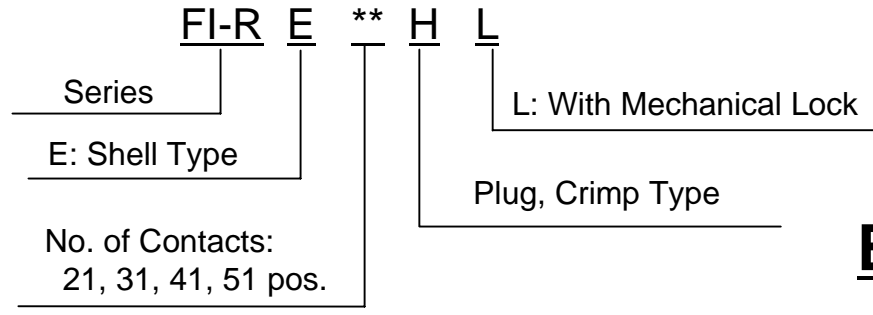 FI-R E ** H L
Series
L: With Mechanical Lock
E: Shell Type
Plug, Crimp Type
No. of Contacts:
21, 31, 41, 51 pos.